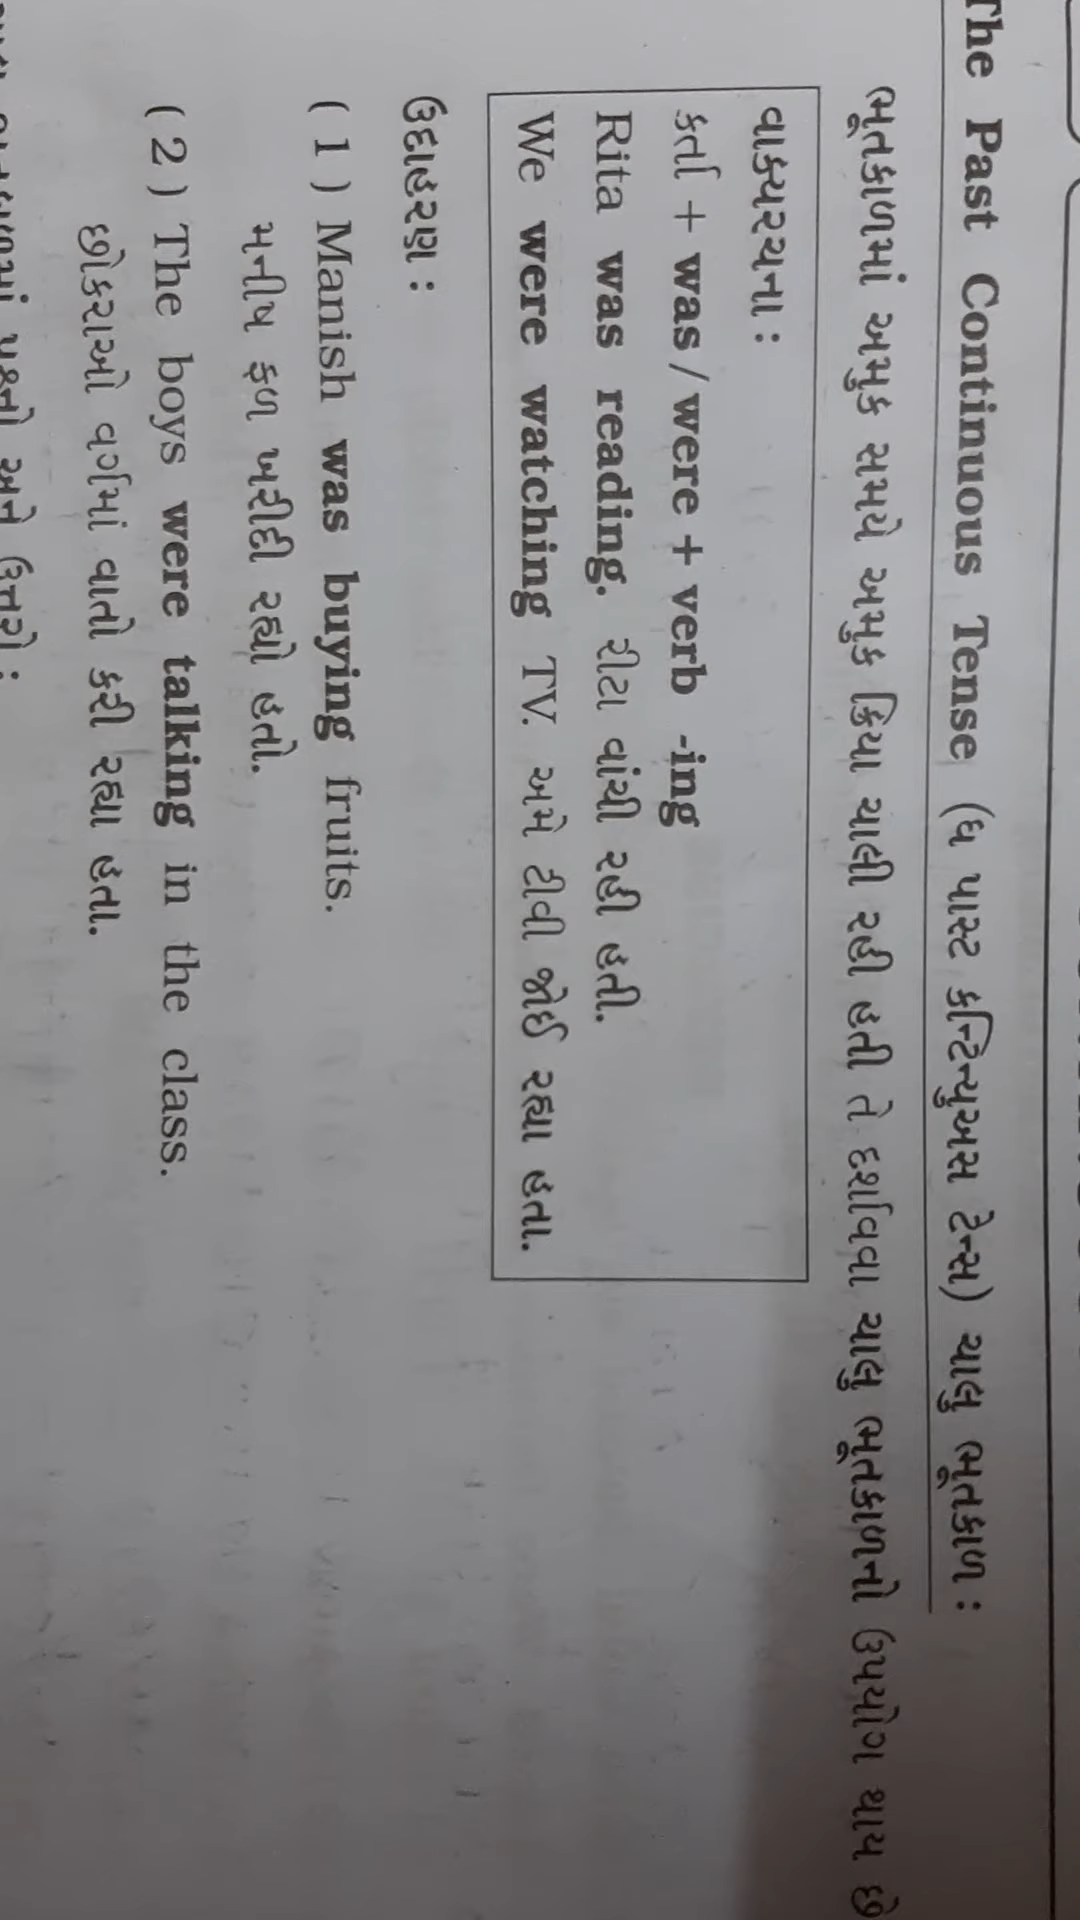 The Past Continuous Tense (ધ પાસ્ટ કન્ટિન્યુઅસ ટેન્સ) ચાલુ ભૂતકાળ :
ભૂતકાળમાં અમુક સમયે અમુક ક્રિયા ચાલી રહી હતી તે દર્શાવવા ચાલુ ભૂતકાળનો ઉપયોગ થાય છે
વાક્યરચના :
કર્તા + was / were + verb -ing
Rita was reading. રીટા વાંચી રહી હતી.
We were watching TV. અમે ટીવી જોઈ રહ્યા હતા.
ઉદાહરણ :
( 1 ) Manish was buying fruits.
મનીષ ફળ ખરીદી રહ્યો હતો.
( 2 ) The boys were talking in the class.
છોકરાઓ વર્ગમાં વાતો કરી રહ્યા હતા.
અને ઉત્તરો :